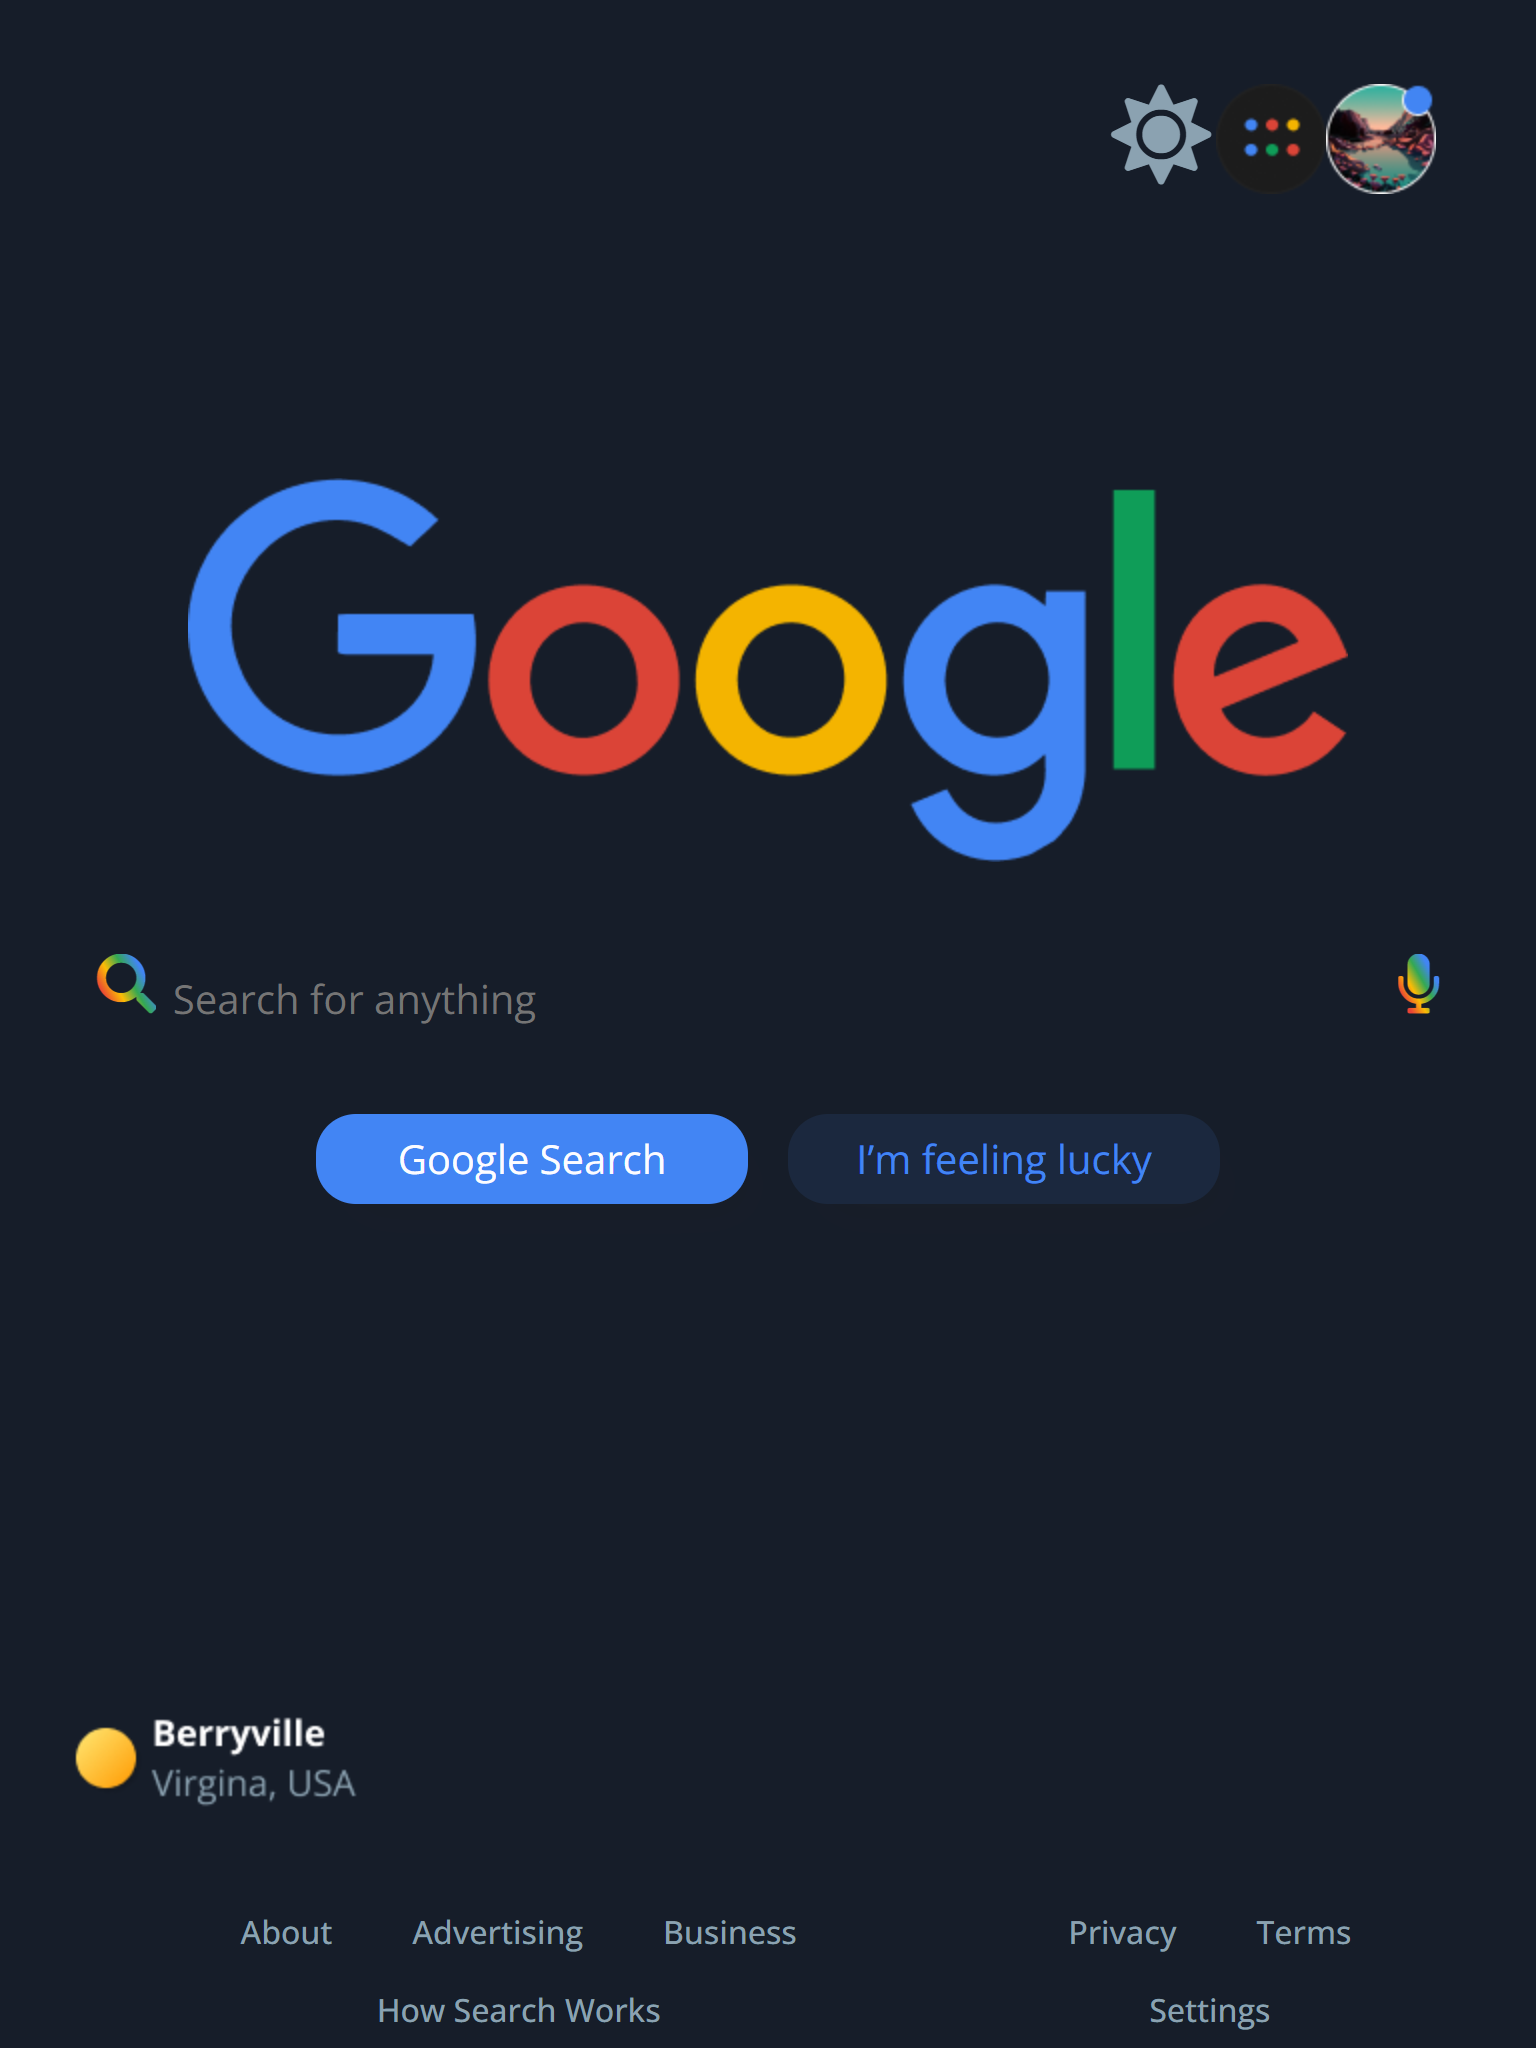 Google
Search for anything
Google Search
I’m feeling lucky
Berryville
Virgina, USA
About
Advertising
Business
Privacy
Terms
How Search Works
Settings